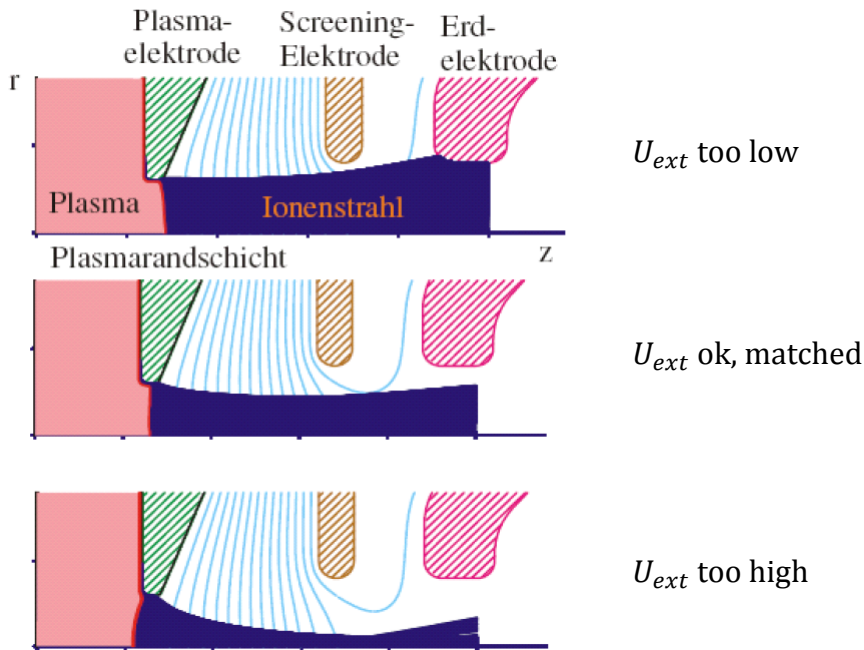 Plasma-
elektrode
Screening-
Elektrode
Erd-
elektrode
r
U_ext too low
Plasma
Ionenstrahl
Plasmarandschicht
z
U_ext ok, matched
U_ext too high